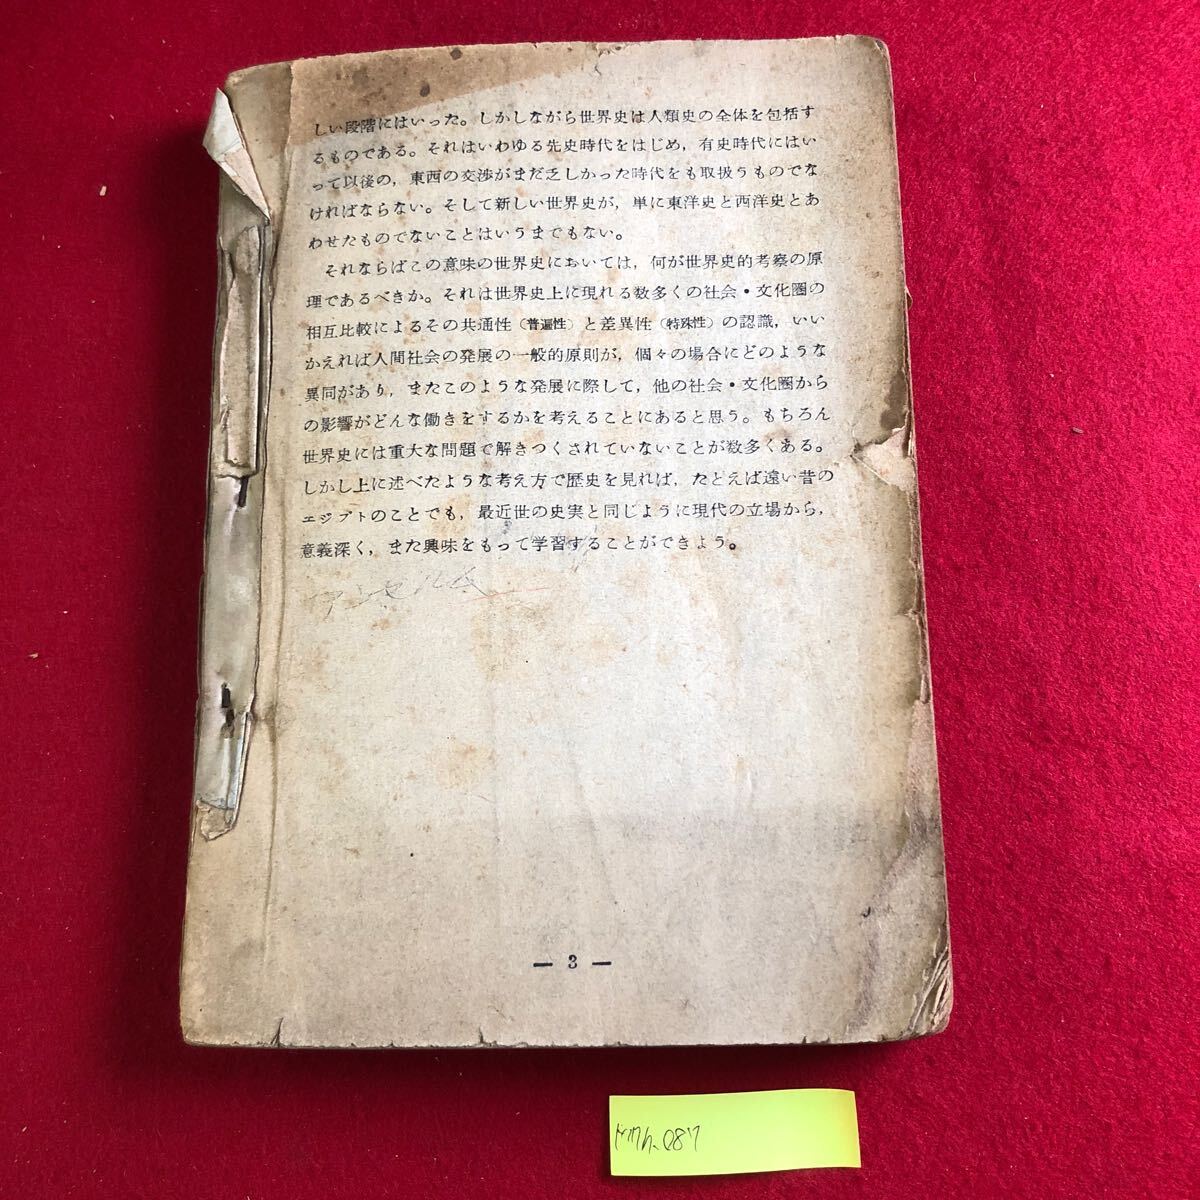 しい段階にはいった。しかしながら世界史は人類史の全体を包括す
るものである。それはいわゆる先史時代をはじめ，有史時代にはい
って以後の，東西の交渉がまだ乏しかった時代をも取扱うものでな
ければならない。そして新しい世界史が，単に東洋史と西洋史とあ
わせたものでないことはいうまでもない。
それならばこの意味の世界史においては，何が世界史的考察の原
理であるべきか。それは世界史上に現れる数多くの社会・文化圏の
相互比較によるその共通性（普遍性）と差異性（特殊性）の認識，いい
かえれば人間社会の発展の一般的原則が，個々の場合にどのような
異同があり，またこのような発展に際して，他の社会・文化圏から
の影響がどんな働きをするかを考えることにあると思う。もちろん
世界史には重大な問題で解きつくされていないことが数多くある。
しかし上に述べたような考え方で歴史を見れば，たとえば遠い昔の
エジプトのことでも，最近世の史実と同じように現代の立場から，
意義深く，また興味をもって学習することができよう。
アンセルム
— 3 —